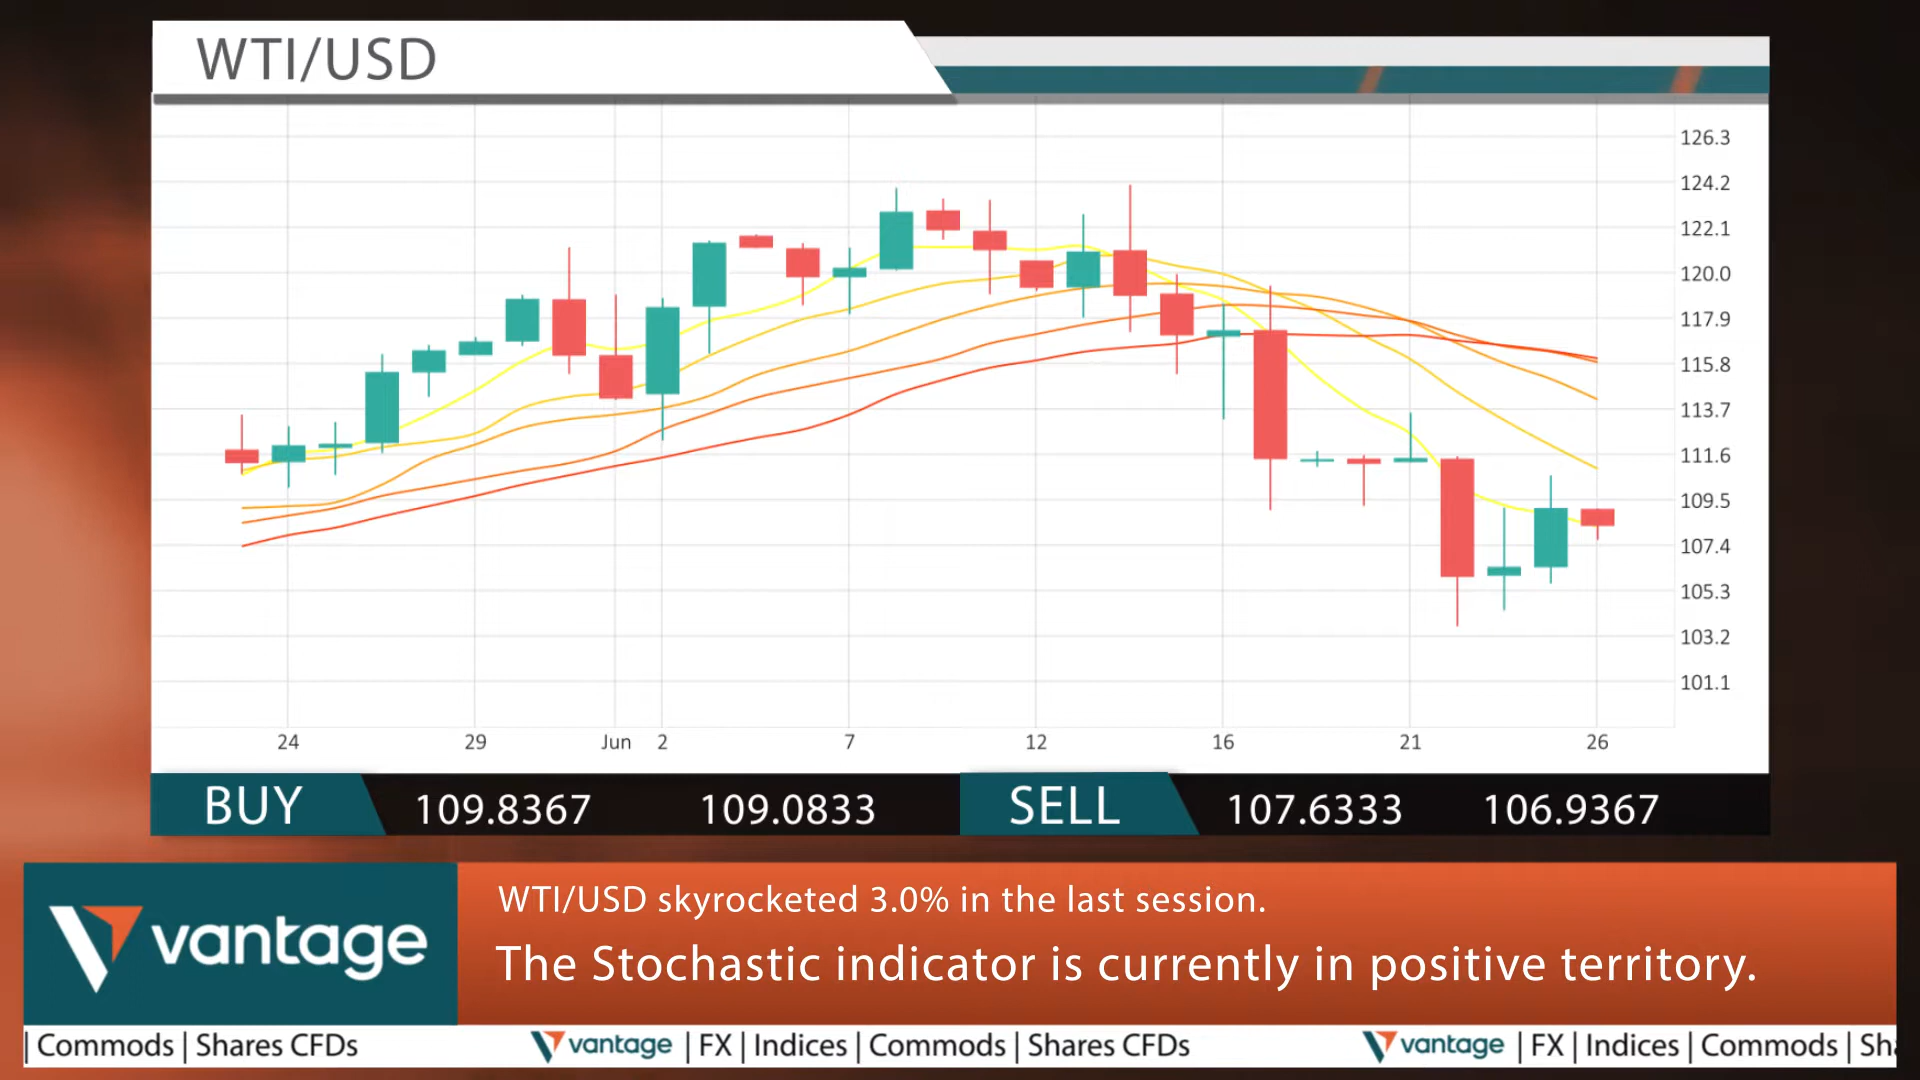 WTI/USD
126.3
124.2
122.1
120.0
117.9
115.8
113.7
111.6
109.5
107.4
105.3
103.2
101.1
24 29 Jun 2 7 12 16 21 26
BUY 109.8367 109.0833 SELL 107.6333 106.9367
vantage
WTI/USD skyrocketed 3.0% in the last session.
The Stochastic indicator is currently in positive territory.
| Commods | Shares CFDs vantage | FX | Indices | Commods | Shares CFDs vantage | FX | Indices | Commods | Sha